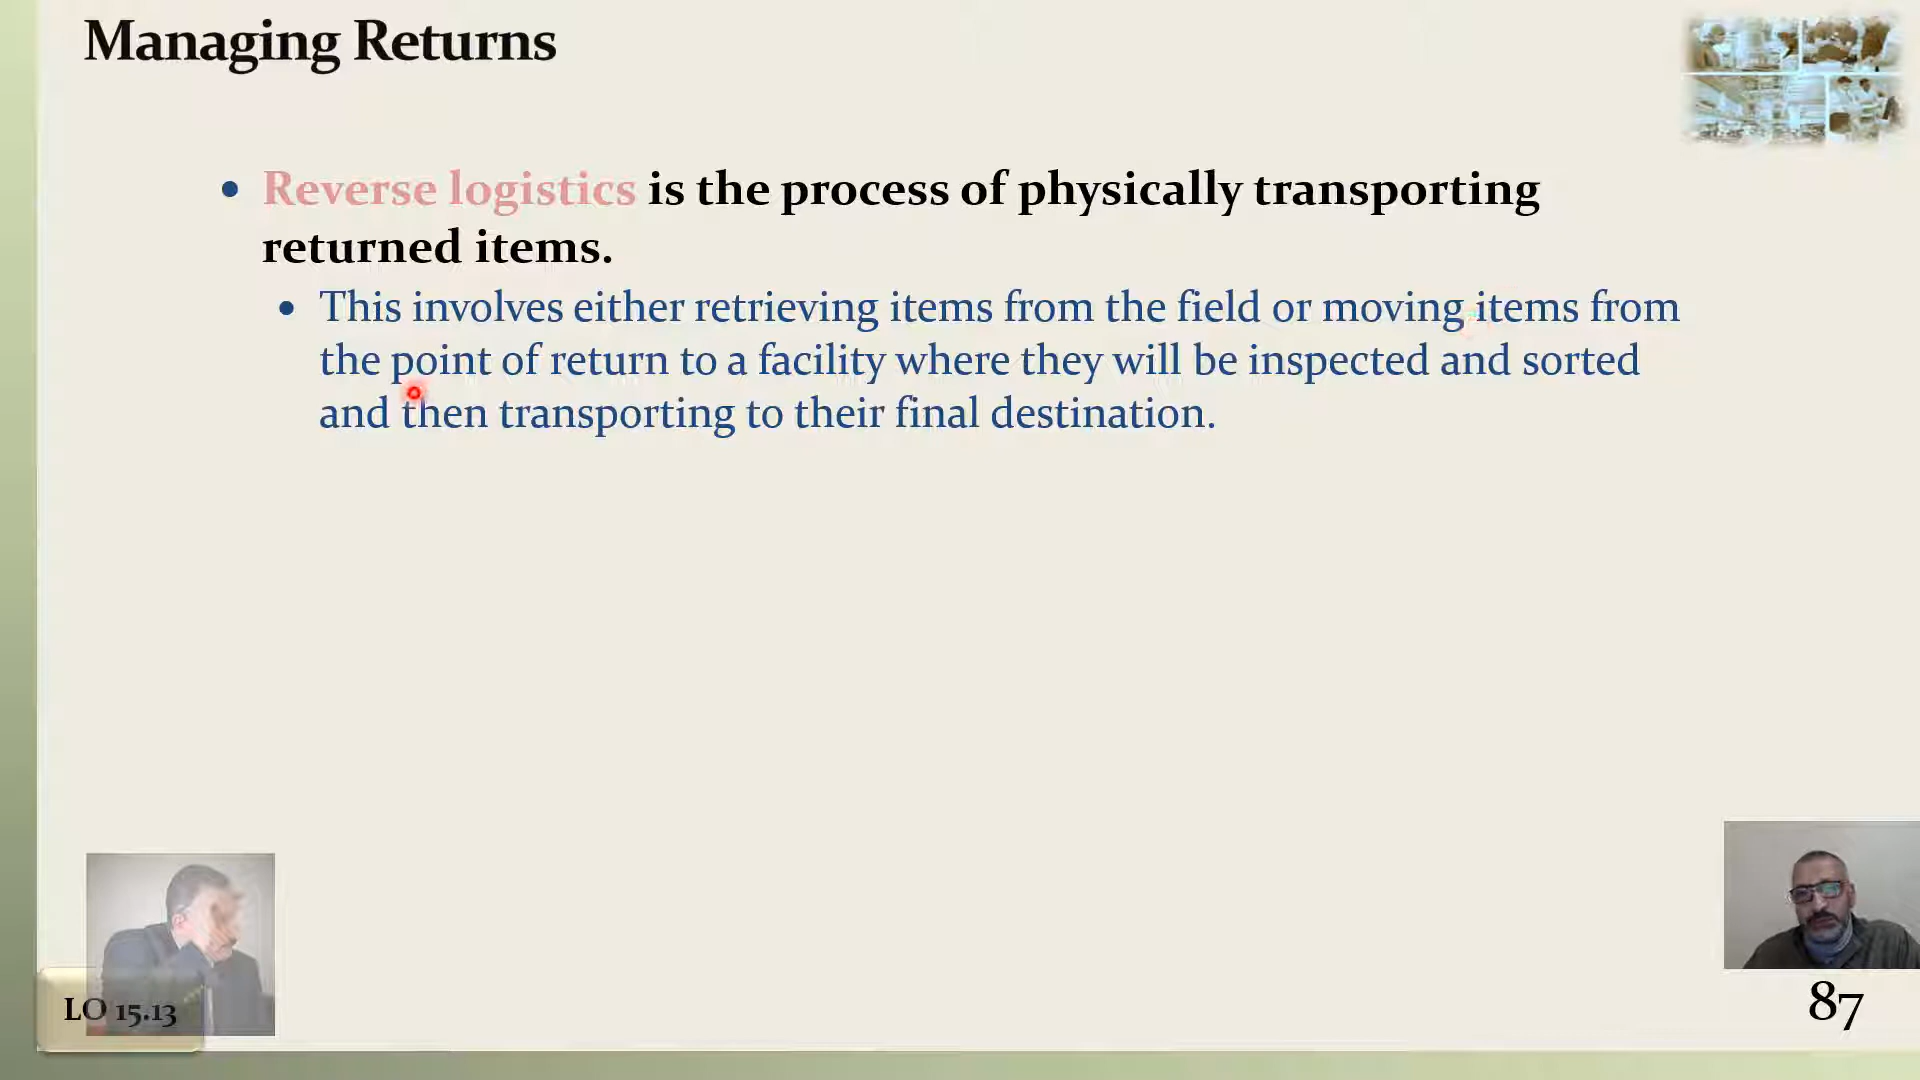 Managing Returns
• Reverse logistics is the process of physically transporting
returned items.
• This involves either retrieving items from the field or moving items from
the point of return to a facility where they will be inspected and sorted
and then transporting to their final destination.
LO 15.13
87